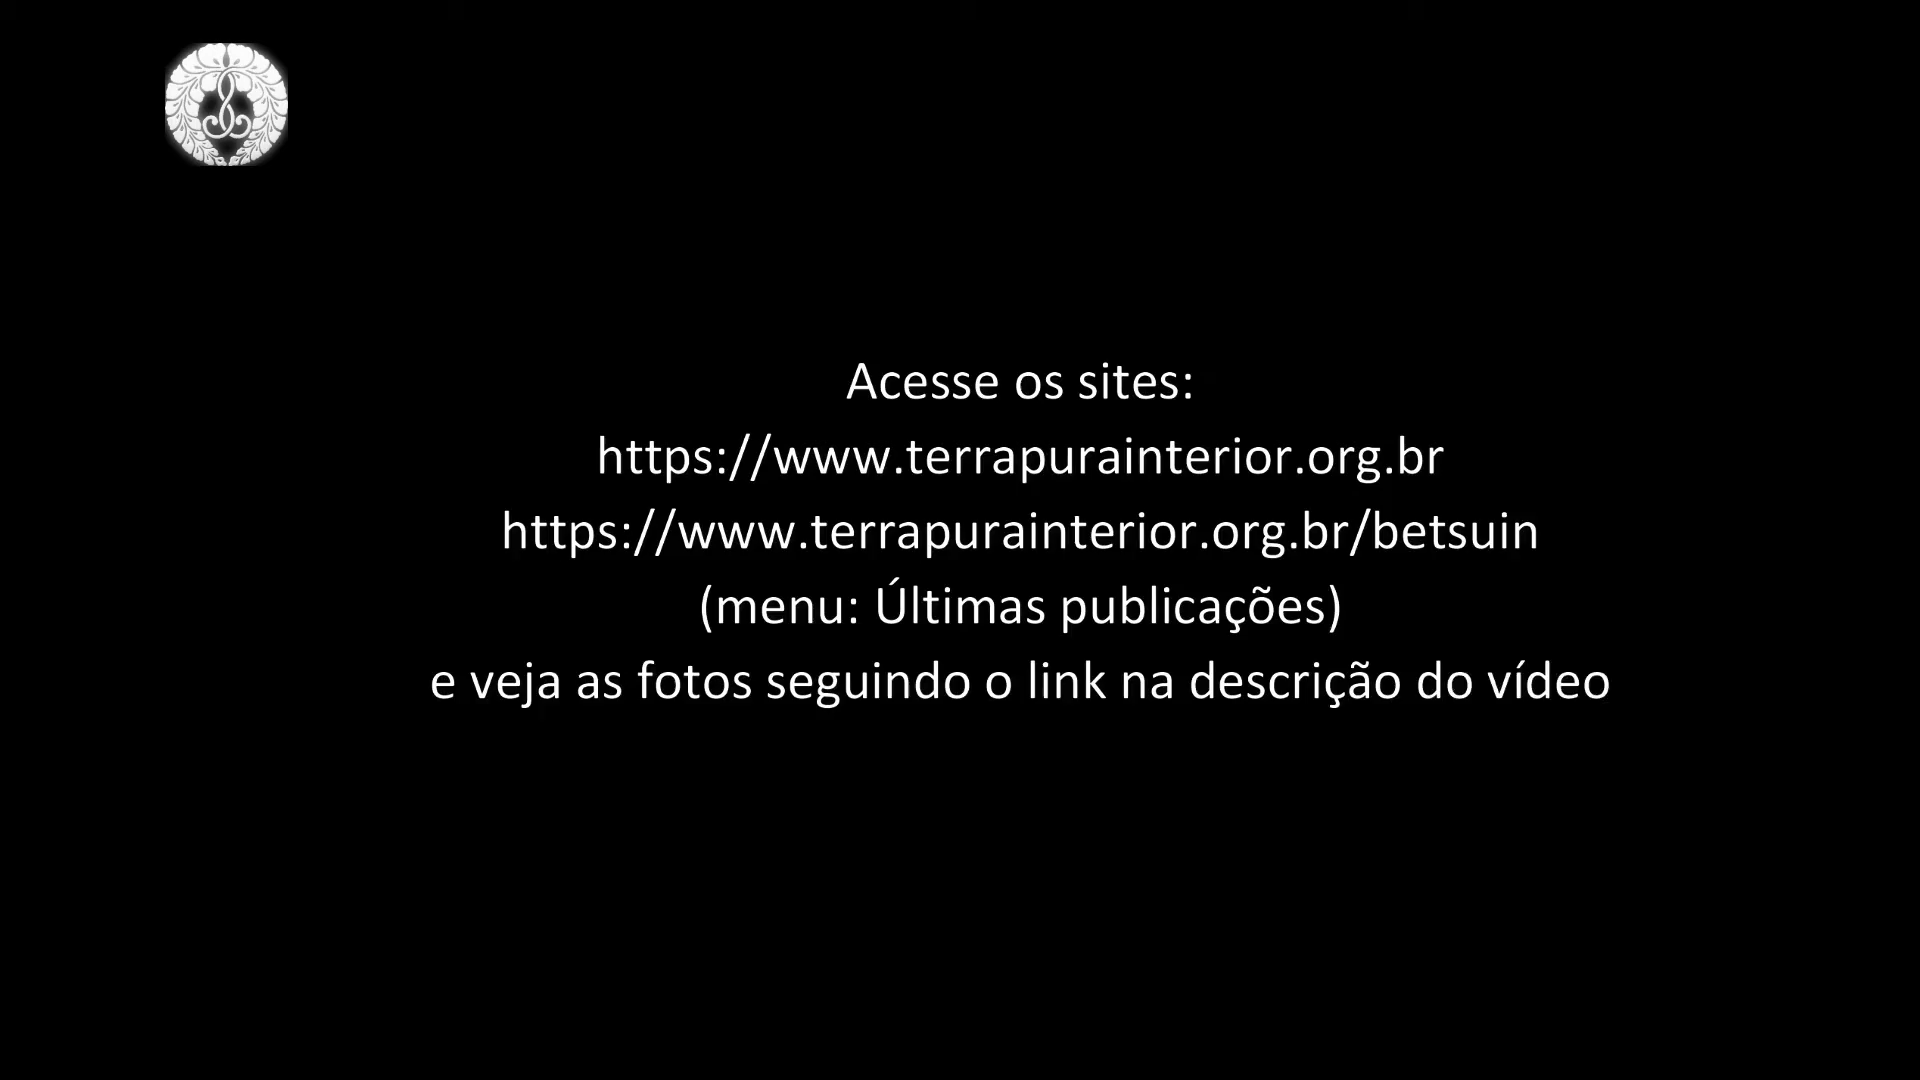 Acesse os sites:
https://www.terrapurainterior.org.br
https://www.terrapurainterior.org.br/betsuin
(menu: Últimas publicações)
e veja as fotos seguindo o link na descrição do vídeo